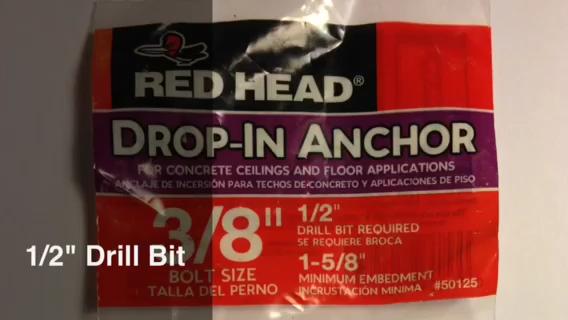 RED HEAD®
DROP-IN ANCHOR
FOR CONCRETE CEILINGS AND FLOOR APPLICATIONS
ANCLAJE DE INCERSIÓN PARA TECHOS DE CONCRETO Y APLICACIONES DE PISO
3/8"
BOLT SIZE
TALLA DEL PERNO
1/2"
DRILL BIT REQUIRED
SE REQUIERE BROCA
1-5/8"
MINIMUM EMBEDMENT
INCRUSTACIÓN MINIMA
#50125
1/2" Drill Bit